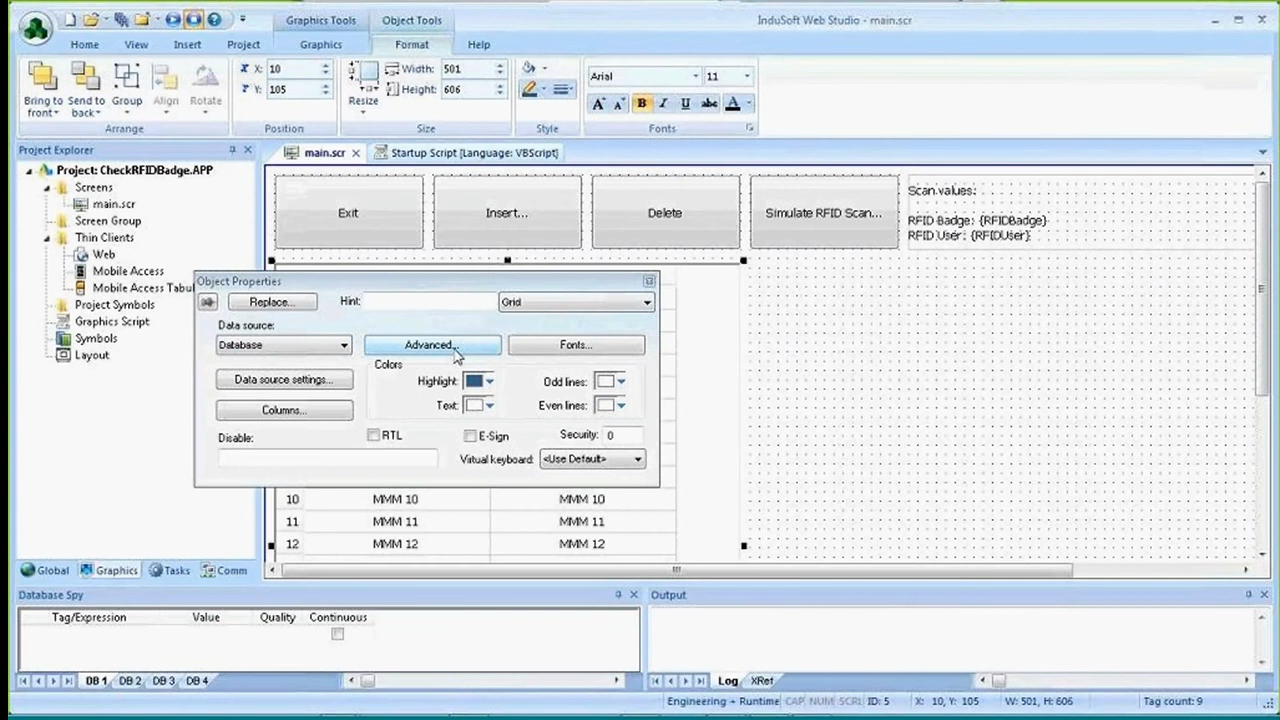 Graphics Tools
Object Tools
InduSoft Web Studio - main.scr
Home
View
Insert
Project
Graphics
Format
Help
X: 10
Y: 105
Width: 501
Height: 606
Arial
11
Bring to front
Send to back
Group
Align
Rotate
Resize
B I U abc A
Arrange
Position
Size
Style
Fonts
Project Explorer
main.scr
Startup Script [Language: VBScript]
Project: CheckRFIDBadge.APP
Screens
main.scr
Screen Group
Thin Clients
Web
Mobile Access
Mobile Access Tabul
Project Symbols
Graphics Script
Symbols
Layout
Exit
Insert...
Delete
Simulate RFID Scan...
Scan values:
RFID Badge: {RFIDBadge}
RFID User: {RFIDUser}
Object Properties
Replace...
Hint:
Grid
Data source:
Database
Advanced...
Fonts...
Colors
Data source settings...
Highlight:
Odd lines:
Columns...
Text:
Even lines:
Disable:
RTL
E-Sign
Security: 0
Virtual keyboard: <Use Default>
10 MMM 10 MMM 10
11 MMM 11 MMM 11
12 MMM 12 MMM 12
Global
Graphics
Tasks
Comm
Database Spy
Output
Tag/Expression
Value
Quality
Continuous
DB 1
DB 2
DB 3
DB 4
Log
XRef
Engineering + Runtime
CAP
NUM
SCRL
ID: 5
X: 10, Y: 105
W: 501, H: 606
Tag count: 9